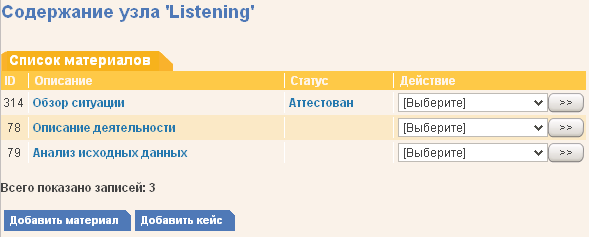 Содержание узла 'Listening'
Список материалов
ID Описание Статус Действие
314 Обзор ситуации Аттестован [Выберите] >>
78 Описание деятельности [Выберите] >>
79 Анализ исходных данных [Выберите] >>
Всего показано записей: 3
Добавить материал Добавить кейс